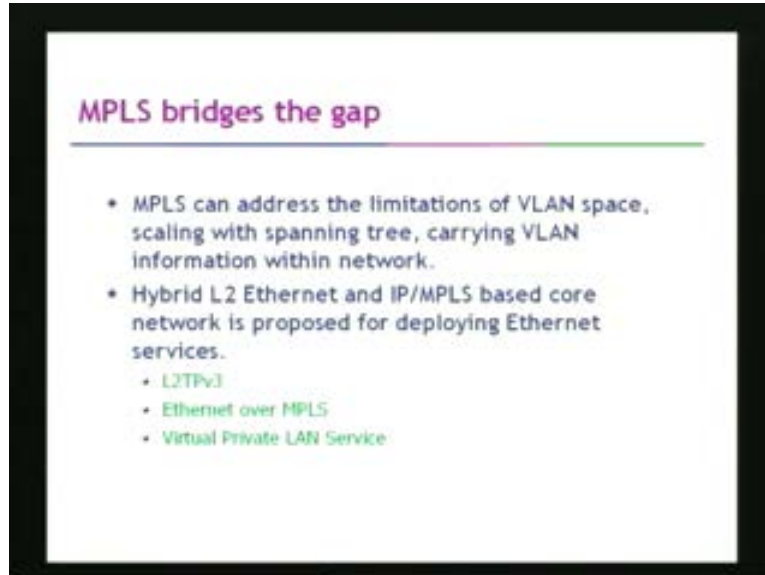 MPLS bridges the gap
• MPLS can address the limitations of VLAN space,
scaling with spanning tree, carrying VLAN
information within network.
• Hybrid L2 Ethernet and IP/MPLS based core
network is proposed for deploying Ethernet
services.
• L2TPv3
• Ethernet over MPLS
• Virtual Private LAN Service